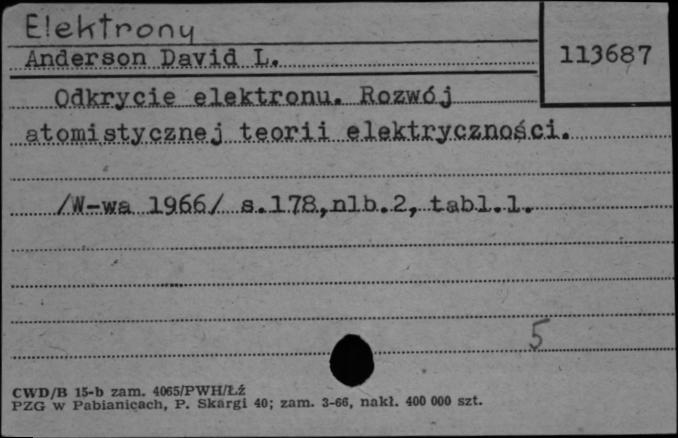 Elektrony
Anderson David L.
113687
Odkrycie elektronu. Rozwój
atomistycznej teorii elektryczności.
/W-wa 1966/ s.178,nlb.2, tabl.1.
5
CWD/B 15-b zam. 4065/PWH/Łź
PZG w Pabianicach, P. Skargi 40; zam. 3-66, nakł. 400 000 szt.